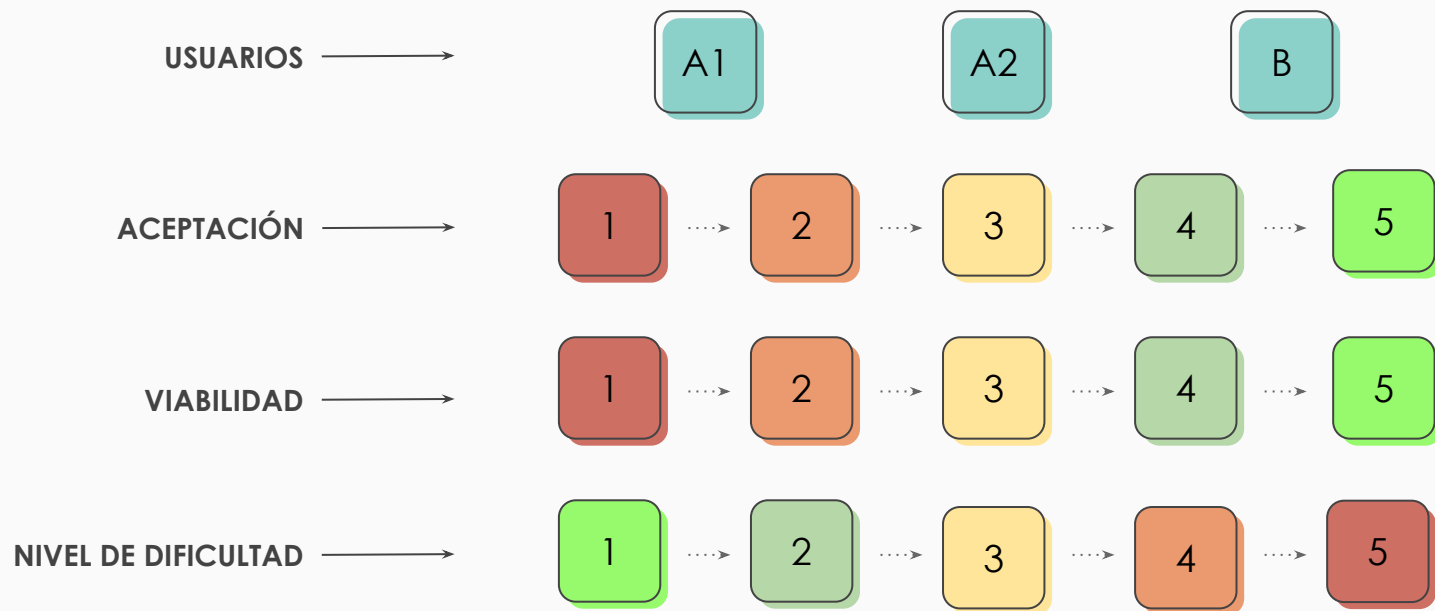 USUARIOS A1 A2 B
ACEPTACIÓN 1 2 3 4 5
VIABILIDAD 1 2 3 4 5
NIVEL DE DIFICULTAD 1 2 3 4 5